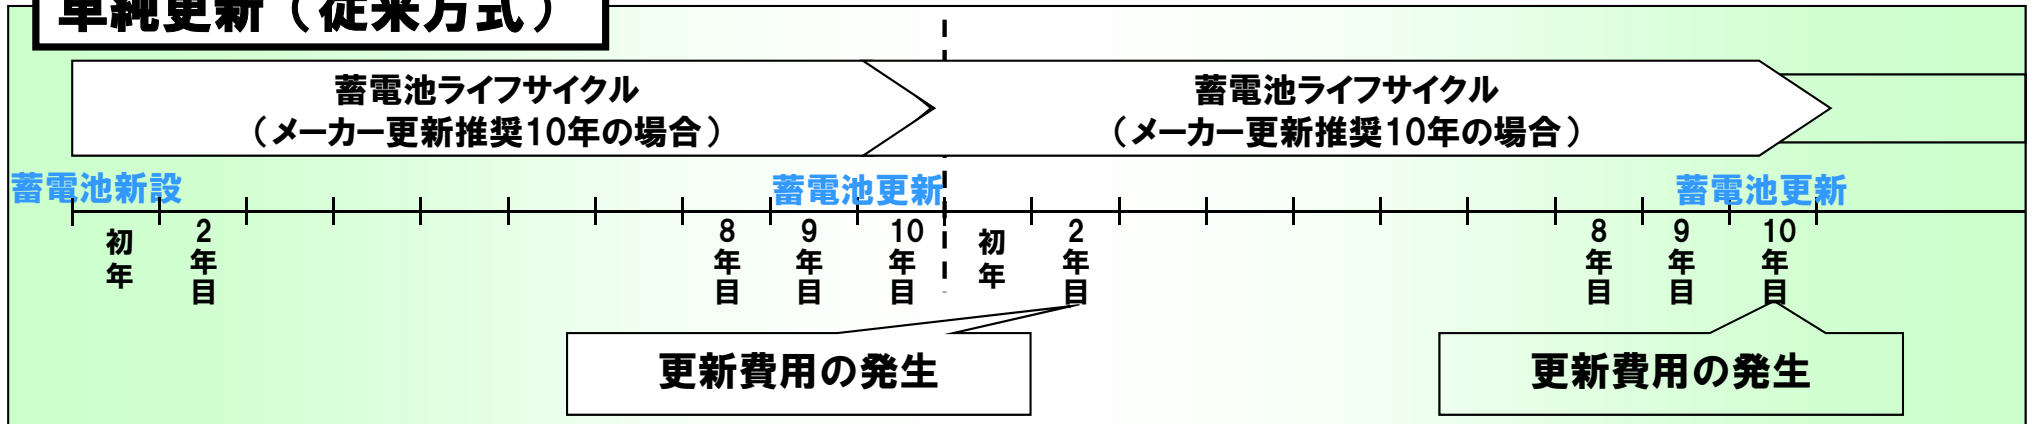 単純更新（従来方式）
蓄電池ライフサイクル
（メーカー更新推奨10年の場合）
蓄電池ライフサイクル
（メーカー更新推奨10年の場合）
蓄電池新設
蓄電池更新
蓄電池更新
初年
2年目
8年目
9年目
10年目
初年
2年目
8年目
9年目
10年目
更新費用の発生
更新費用の発生